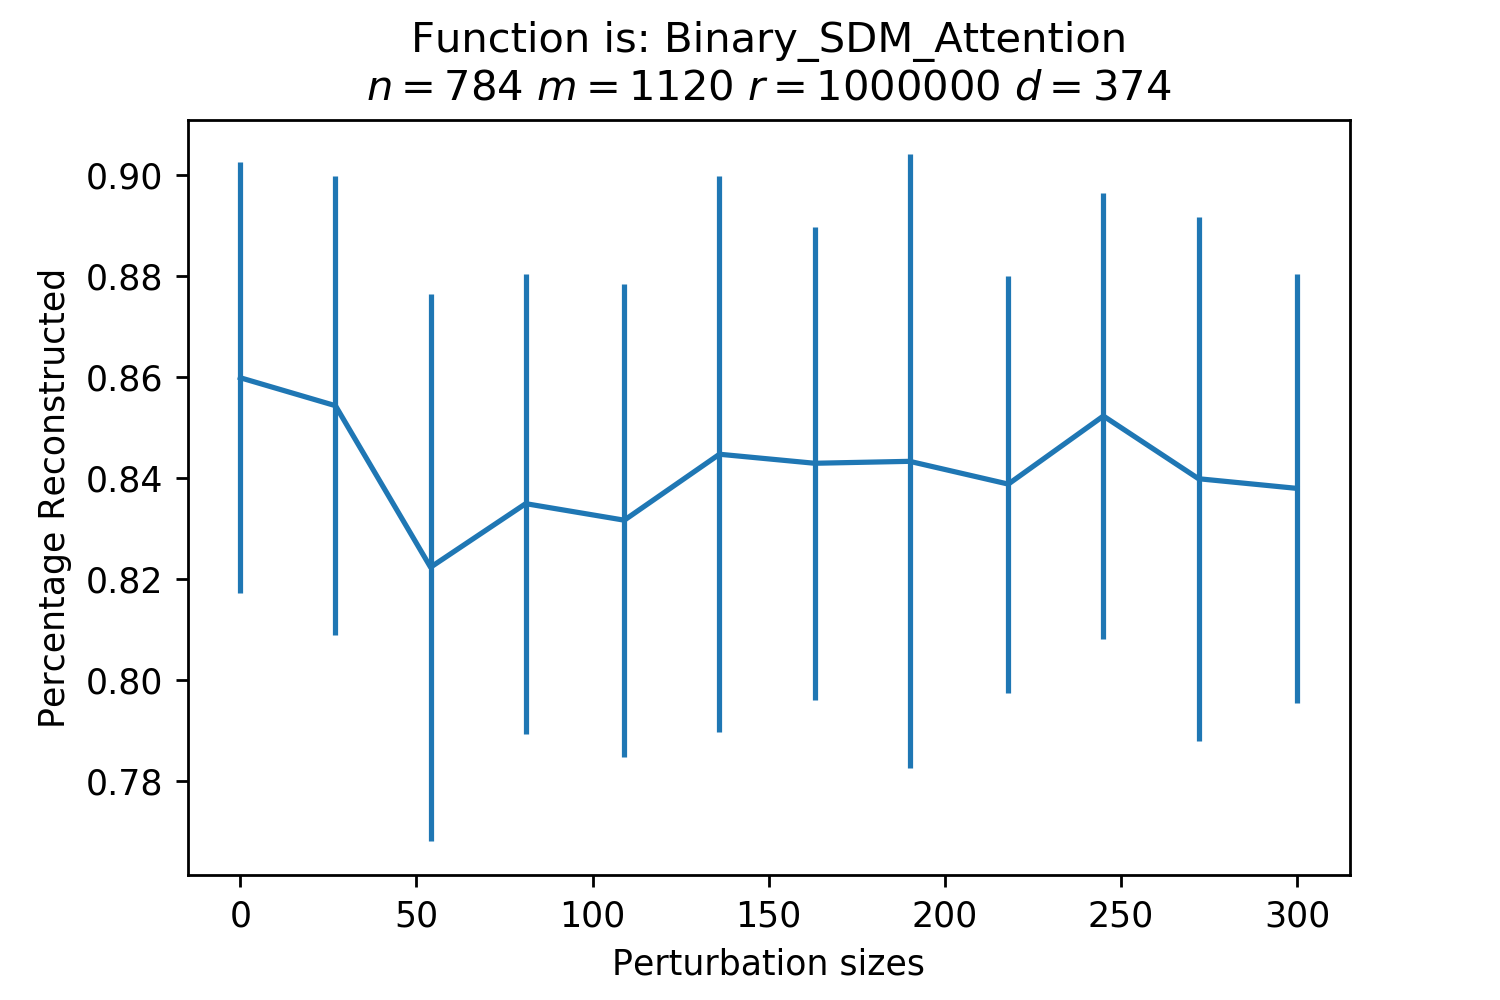 Function is: Binary_SDM_Attention
n = 784 m = 1120 r = 1000000 d = 374
Percentage Reconstructed
0.90
0.88
0.86
0.84
0.82
0.80
0.78
0 50 100 150 200 250 300
Perturbation sizes